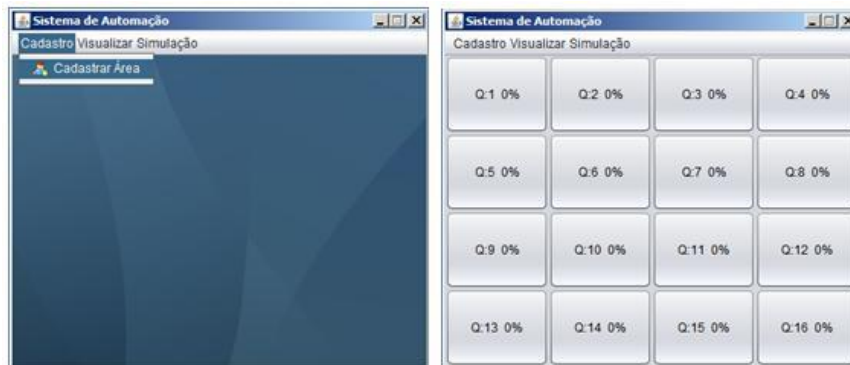 Sistema de Automação
Cadastro Visualizar Simulação
Cadastrar Área
Sistema de Automação
Cadastro Visualizar Simulação
Q:1 0% Q:2 0% Q:3 0% Q:4 0%
Q:5 0% Q:6 0% Q:7 0% Q:8 0%
Q:9 0% Q:10 0% Q:11 0% Q:12 0%
Q:13 0% Q:14 0% Q:15 0% Q:16 0%